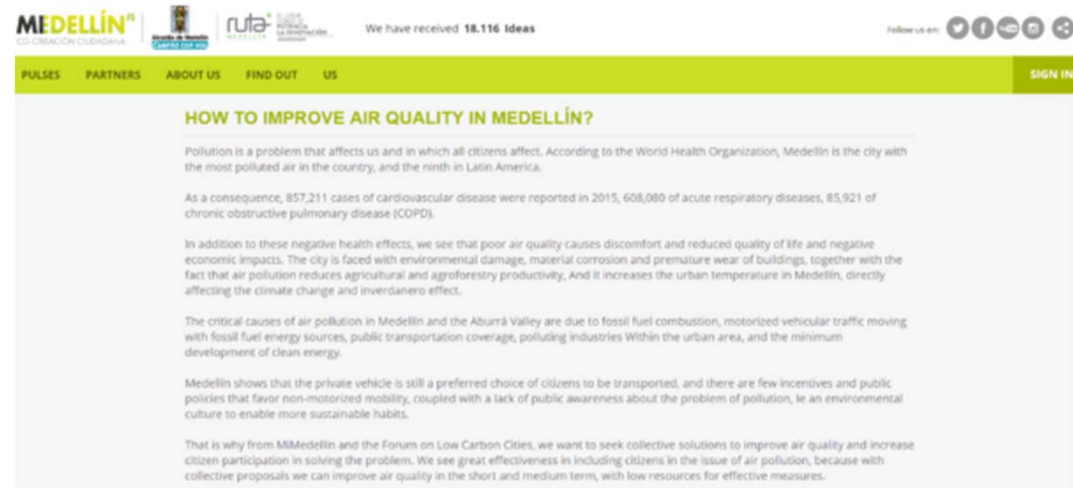 MiEDELLÍN"
CO-CREACIÓN CIUDADANA
Alcaldía de Medellín
Cuenta con vos
ruta
MEDELLÍN
We have received 18.116 Ideas
Follow us en:
PULSES PARTNERS ABOUT US FIND OUT US
SIGN IN
HOW TO IMPROVE AIR QUALITY IN MEDELLÍN?
Pollution is a problem that affects us and in which all citizens affect. According to the World Health Organization, Medellín is the city with
the most polluted air in the country, and the ninth in Latin America.
As a consequence, 857,211 cases of cardiovascular disease were reported in 2015, 608,080 of acute respiratory diseases, 85,921 of
chronic obstructive pulmonary disease (COPD).
In addition to these negative health effects, we see that poor air quality causes discomfort and reduced quality of life and negative
economic impacts. The city is faced with environmental damage, material corrosion and premature wear of buildings, together with the
fact that air pollution reduces agricultural and agroforestry productivity, And it increases the urban temperature in Medellín, directly
affecting the climate change and inverdanero effect.
The critical causes of air pollution in Medellín and the Aburrá Valley are due to fossil fuel combustion, motorized vehicular traffic moving
with fossil fuel energy sources, public transportation coverage, polluting industries Within the urban area, and the minimum
development of clean energy.
Medellín shows that the private vehicle is still a preferred choice of citizens to be transported, and there are few incentives and public
policies that favor non-motorized mobility, coupled with a lack of public awareness about the problem of pollution, Ie an environmental
culture to enable more sustainable habits.
That is why from MiMedellín and the Forum on Low Carbon Cities, we want to seek collective solutions to improve air quality and increase
citizen participation in solving the problem. We see great effectiveness in including citizens in the issue of air pollution, because with
collective proposals we can improve air quality in the short and medium term, with low resources for effective measures.